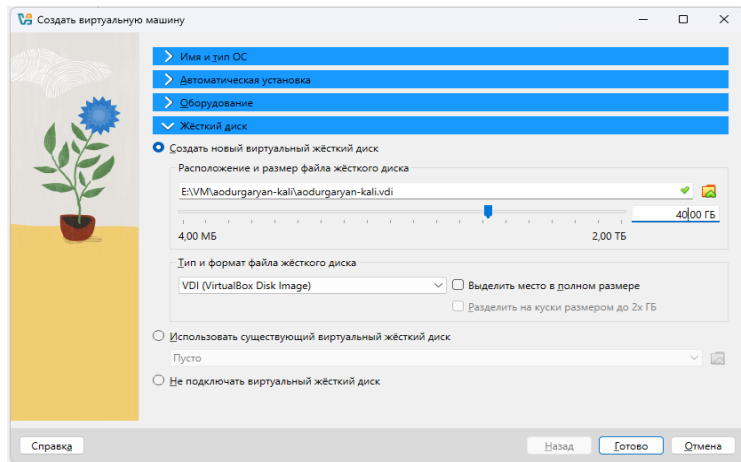 Создать виртуальную машину
Имя и тип ОС
Автоматическая установка
Оборудование
Жёсткий диск
Создать новый виртуальный жёсткий диск
Расположение и размер файла жёсткого диска
E:\VM\aodurgaryan-kali\aodurgaryan-kali.vdi
40,00 ГБ
4,00 МБ 2,00 ТБ
Тип и формат файла жёсткого диска
VDI (VirtualBox Disk Image) Выделить место в полном размере
Разделить на куски размером до 2х ГБ
Использовать существующий виртуальный жёсткий диск
Пусто
Не подключать виртуальный жёсткий диск
Справка Назад Готово Отмена